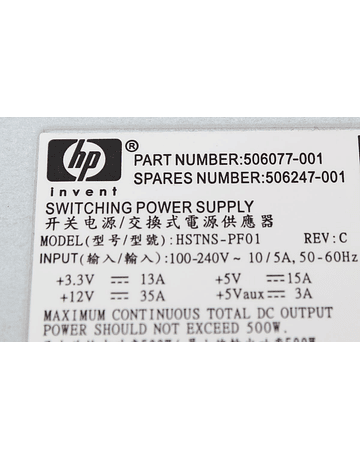 hp ®
invent
PART NUMBER:506077-001
SPARES NUMBER:506247-001
SWITCHING POWER SUPPLY
开关电源/交換式電源供應器
MODEL(型号/型號):HSTNS-PF01 REV:C
INPUT(输入/輸入):100-240V~ 10/5A, 50-60Hz
+3.3V ⎓ 13A +5V ⎓ 15A
+12V ⎓ 35A +5Vaux ⎓ 3A
MAXIMUM CONTINUOUS TOTAL DC OUTPUT
POWER SHOULD NOT EXCEED 500W.